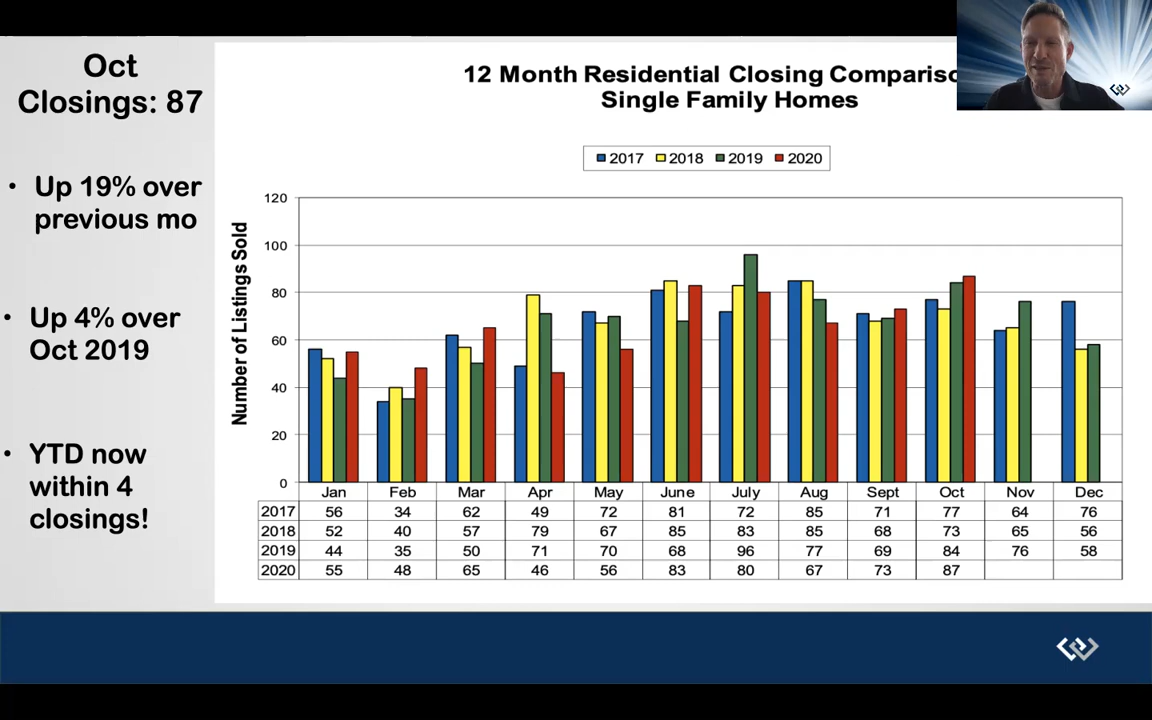 Oct
Closings: 87
• Up 19% over
previous mo
• Up 4% over
Oct 2019
• YTD now
within 4
closings!
12 Month Residential Closing Compariso
Single Family Homes
2017 2018 2019 2020
Number of Listings Sold
120
100
80
60
40
20
0
Jan Feb Mar Apr May June July Aug Sept Oct Nov Dec
2017 56 34 62 49 72 81 72 85 71 77 64 76
2018 52 40 57 79 67 85 83 85 68 73 65 56
2019 44 35 50 71 70 68 96 77 69 84 76 58
2020 55 48 65 46 56 83 80 67 73 87